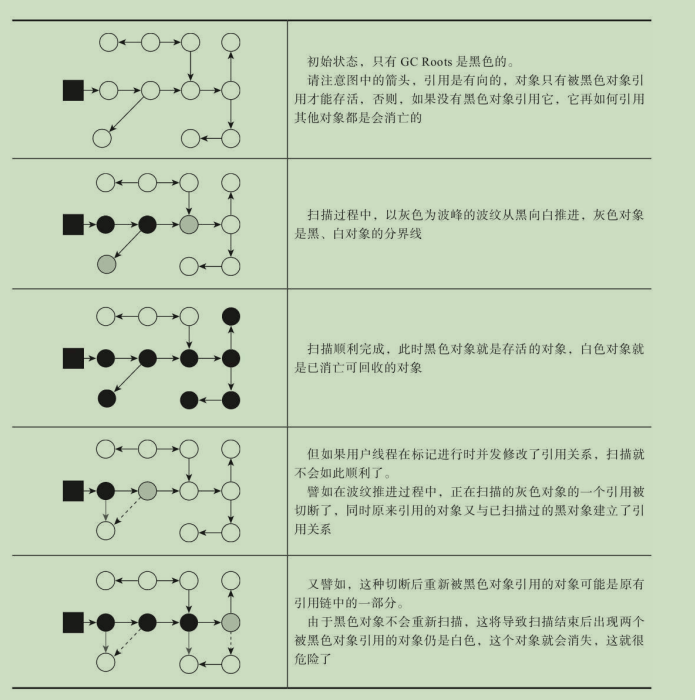 初始状态，只有 GC Roots 是黑色的。
请注意图中的箭头，引用是有向的，对象只有被黑色对象引
用才能存活，否则，如果没有黑色对象引用它，它再如何引用
其他对象都是会消亡的
扫描过程中，以灰色为波峰的波纹从黑向白推进，灰色对象
是黑、白对象的分界线
扫描顺利完成，此时黑色对象就是存活的对象，白色对象就
是已消亡可回收的对象
但如果用户线程在标记进行时并发修改了引用关系，扫描就
不会如此顺利了。
譬如在波纹推进过程中，正在扫描的灰色对象的一个引用被
切断了，同时原来引用的对象又与已扫描过的黑对象建立了引
用关系
又譬如，这种切断后重新被黑色对象引用的对象可能是原有
引用链中的一部分。
由于黑色对象不会重新扫描，这将导致扫描结束后出现两个
被黑色对象引用的对象仍是白色，这个对象就会消失，这就很
危险了